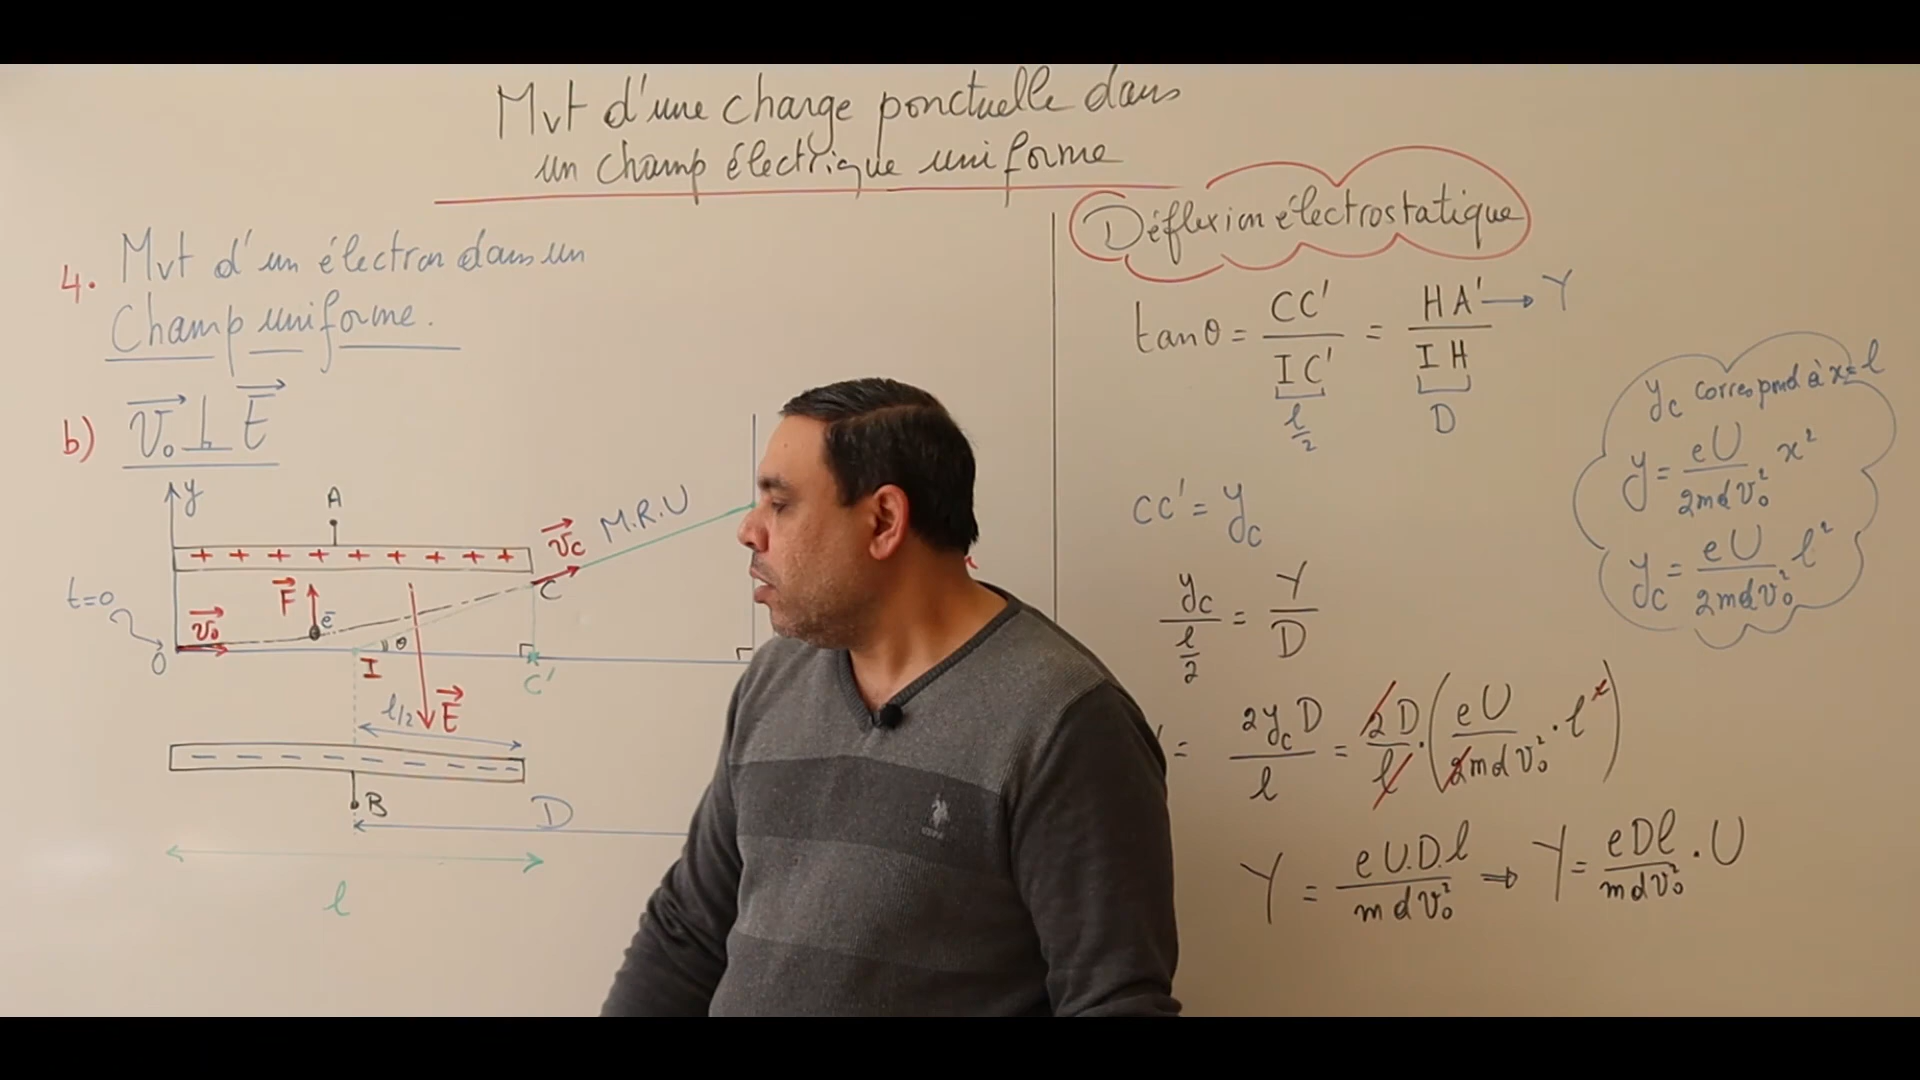 Mvt d'une charge ponctuelle dans
un champ électrique uniforme
4. Mvt d'un électron dans un
Champ uniforme.
b) v₀ ⊥ E
y
A
+ + + + + + + + +
t=0
v₀
F
e⁻
θ
C
v_C
M.R.U
O
I
C'
l/2
E
- - - - - - - - -
B
D
l
Déflexion électrostatique
tanθ = CC'/IC' = HA'/IH
→ Y
l/2
D
CC' = y_C
y_C/(l/2) = Y/D
= 2y_C D/l = 2D/l · (eU/2mdv₀² · l²)
Y = eU.D.l/mdv₀² ⇒ Y = eDl/mdv₀² . U
y_C correspond à x=l
y = eU/2mdv₀² x²
y_C = eU/2mdv₀² l²